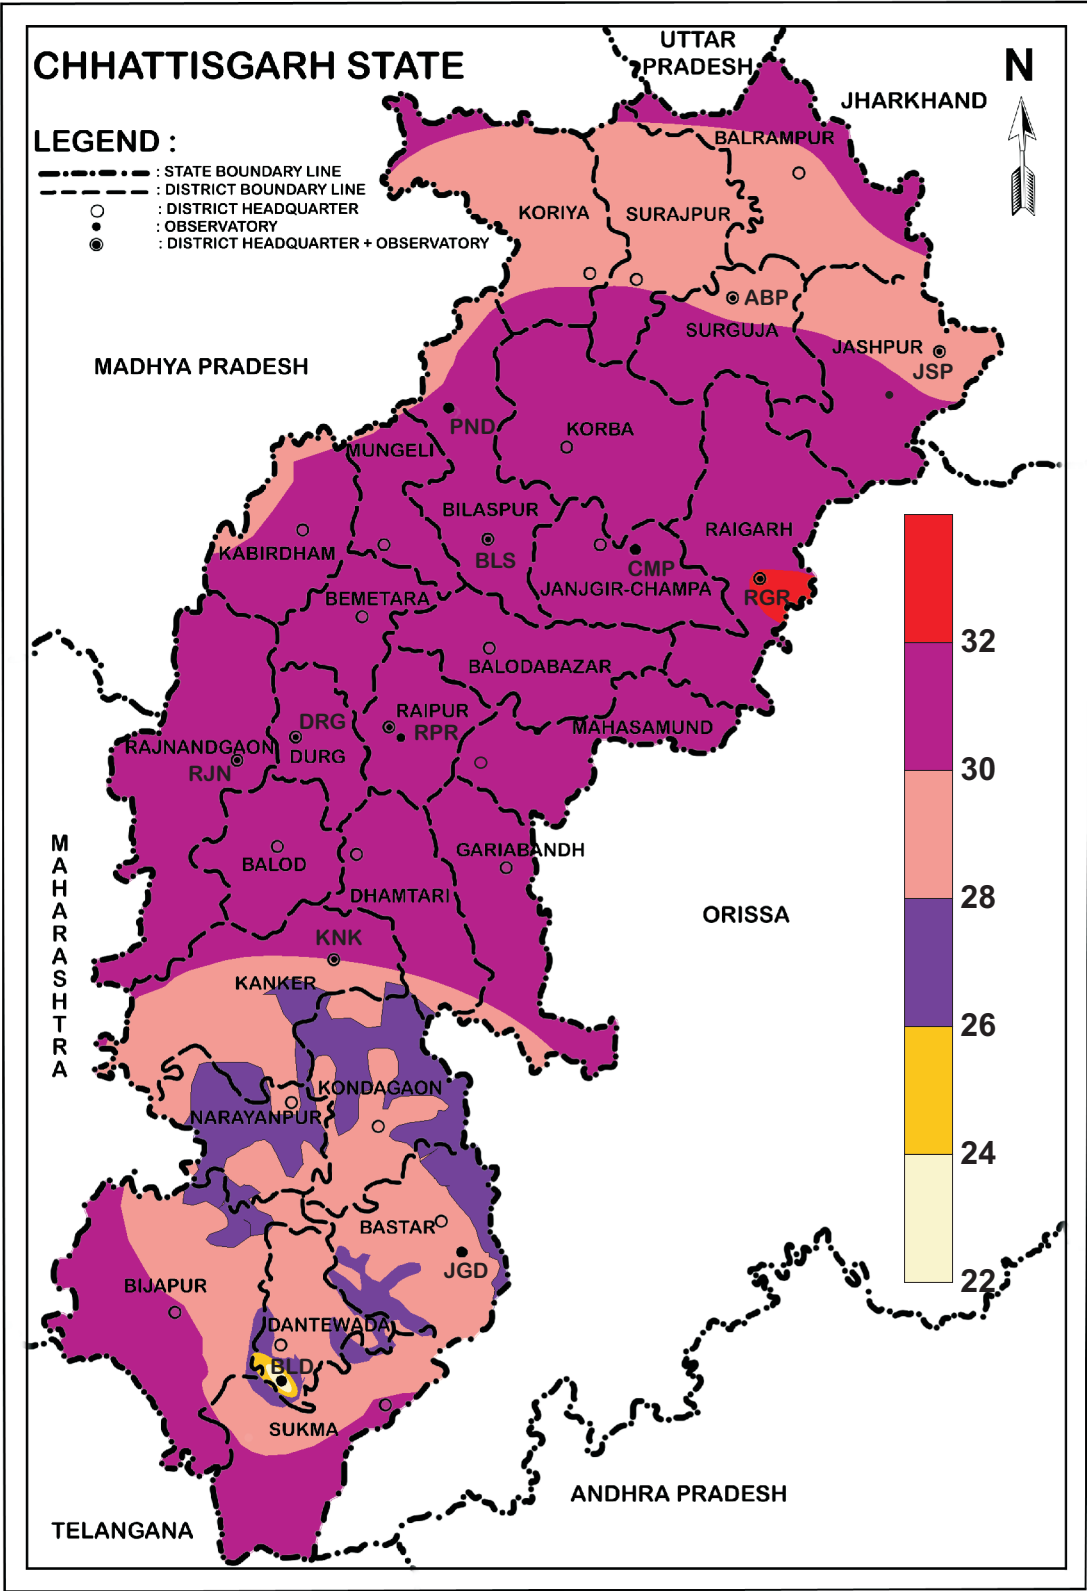 CHHATTISGARH STATE
UTTAR
PRADESH
N
JHARKHAND
LEGEND :
: STATE BOUNDARY LINE
: DISTRICT BOUNDARY LINE
: DISTRICT HEADQUARTER
: OBSERVATORY
: DISTRICT HEADQUARTER + OBSERVATORY
BALRAMPUR
KORIYA
SURAJPUR
ABP
SURGUJA
JASHPUR
JSP
MADHYA PRADESH
PND
KORBA
MUNGELI
BILASPUR
RAIGARH
KABIRDHAM
BLS
CMP
JANJGIR-CHAMPA
RGR
BEMETARA
32
BALODABAZAR
RAIPUR
DRG
RPR
MAHASAMUND
RAJNANDGAON
DURG
RJN
30
MAHARASHTRA
GARIABANDH
BALOD
DHAMTARI
28
ORISSA
KNK
KANKER
26
KONDAGAON
NARAYANPUR
24
BASTAR
JGD
22
BIJAPUR
DANTEWADA
BLD
SUKMA
ANDHRA PRADESH
TELANGANA